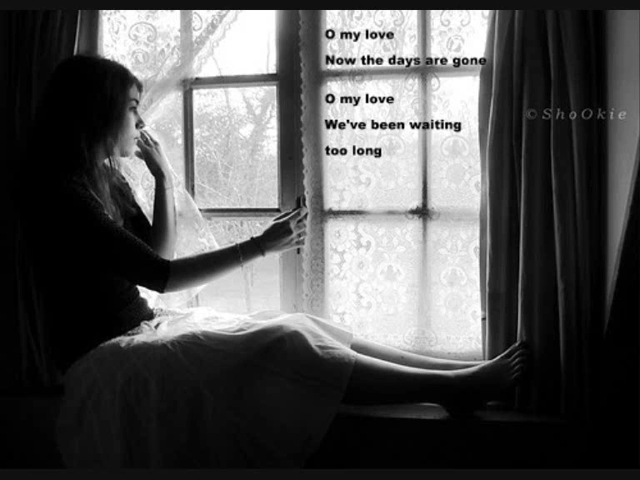 O my love
Now the days are gone
O my love
We've been waiting
too long
©ShoOkie